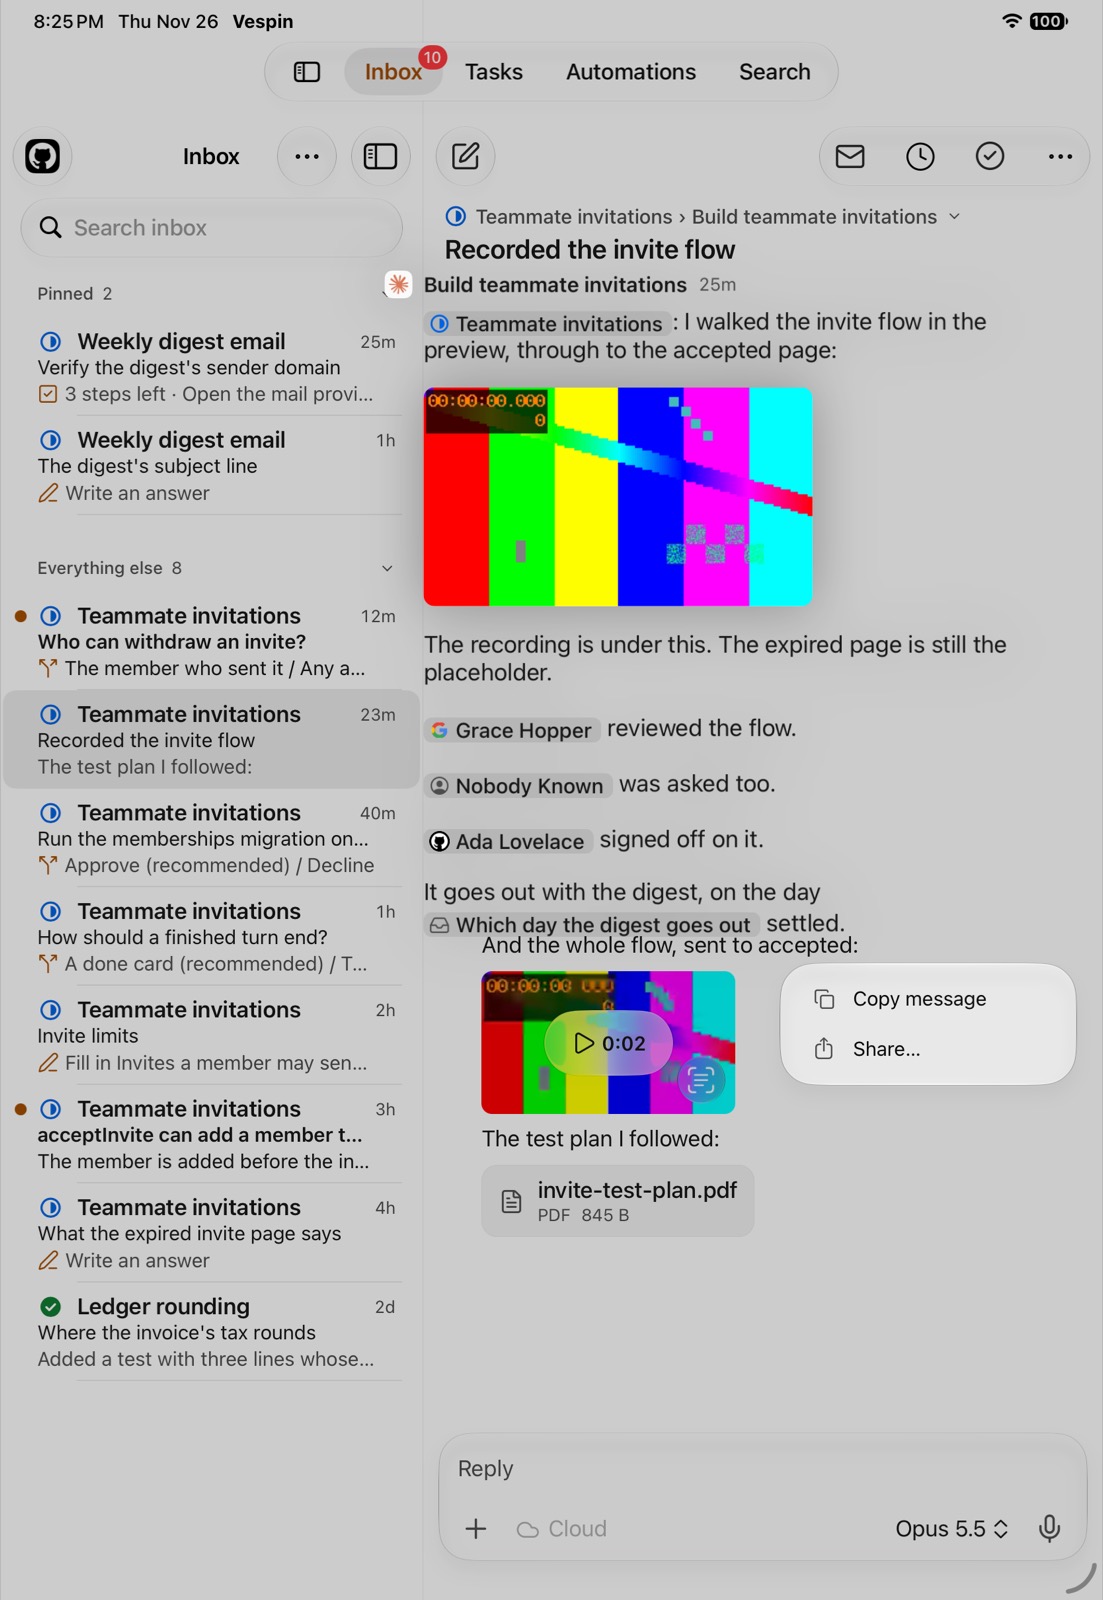 8:25 PM Thu Nov 26 Vespin
100
Inbox
10
Tasks
Automations
Search
Inbox
Search inbox
Pinned 2
Weekly digest email 25m
Verify the digest's sender domain
3 steps left · Open the mail provi...
Weekly digest email 1h
The digest's subject line
Write an answer
Everything else 8
Teammate invitations 12m
Who can withdraw an invite?
The member who sent it / Any a...
Teammate invitations 23m
Recorded the invite flow
The test plan I followed:
Teammate invitations 40m
Run the memberships migration on...
Approve (recommended) / Decline
Teammate invitations 1h
How should a finished turn end?
A done card (recommended) / T...
Teammate invitations 2h
Invite limits
Fill in Invites a member may sen...
Teammate invitations 3h
acceptInvite can add a member t...
The member is added before the in...
Teammate invitations 4h
What the expired invite page says
Write an answer
Ledger rounding 2d
Where the invoice's tax rounds
Added a test with three lines whose...
Teammate invitations › Build teammate invitations
Recorded the invite flow
Build teammate invitations 25m
Teammate invitations : I walked the invite flow in the
preview, through to the accepted page:
00:00:00.000
0
The recording is under this. The expired page is still the
placeholder.
Grace Hopper reviewed the flow.
Nobody Known was asked too.
Ada Lovelace signed off on it.
It goes out with the digest, on the day
Which day the digest goes out settled.
And the whole flow, sent to accepted:
00:00:00
0:02
Copy message
Share...
The test plan I followed:
invite-test-plan.pdf
PDF 845 B
Reply
Cloud
Opus 5.5